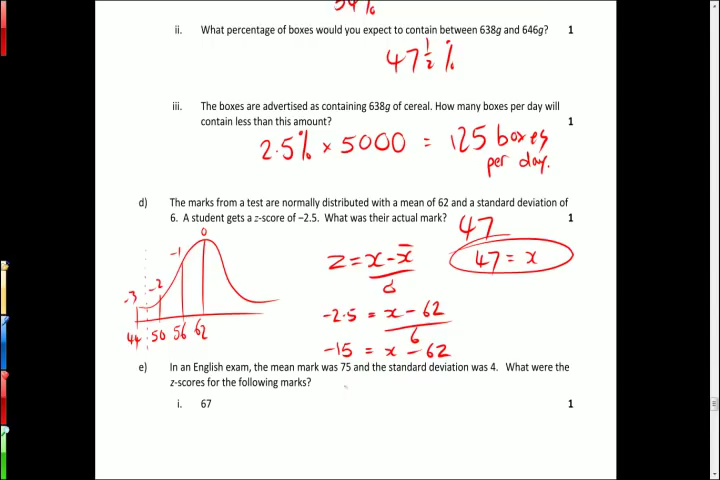 ii. What percentage of boxes would you expect to contain between 638g and 646g? 1
47 1/2 %
iii. The boxes are advertised as containing 638g of cereal. How many boxes per day will
contain less than this amount? 1
2.5% × 5000 = 125 boxes
per day.
d) The marks from a test are normally distributed with a mean of 62 and a standard deviation of
6. A student gets a z-score of –2.5. What was their actual mark? 47 1
0
-1
-2
-3
44 50 56 62
z = x - x̄
47 = x
-2.5 = x - 62
6
-15 = x - 62
e) In an English exam, the mean mark was 75 and the standard deviation was 4. What were the
z-scores for the following marks?
i. 67 1